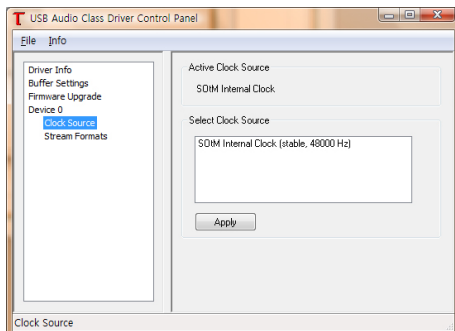 USB Audio Class Driver Control Panel
File Info
Driver Info
Buffer Settings
Firmware Upgrade
Device 0
Clock Source
Stream Formats
Active Clock Source
SOtM Internal Clock
Select Clock Source
SOtM Internal Clock (stable, 48000 Hz)
Apply
Clock Source